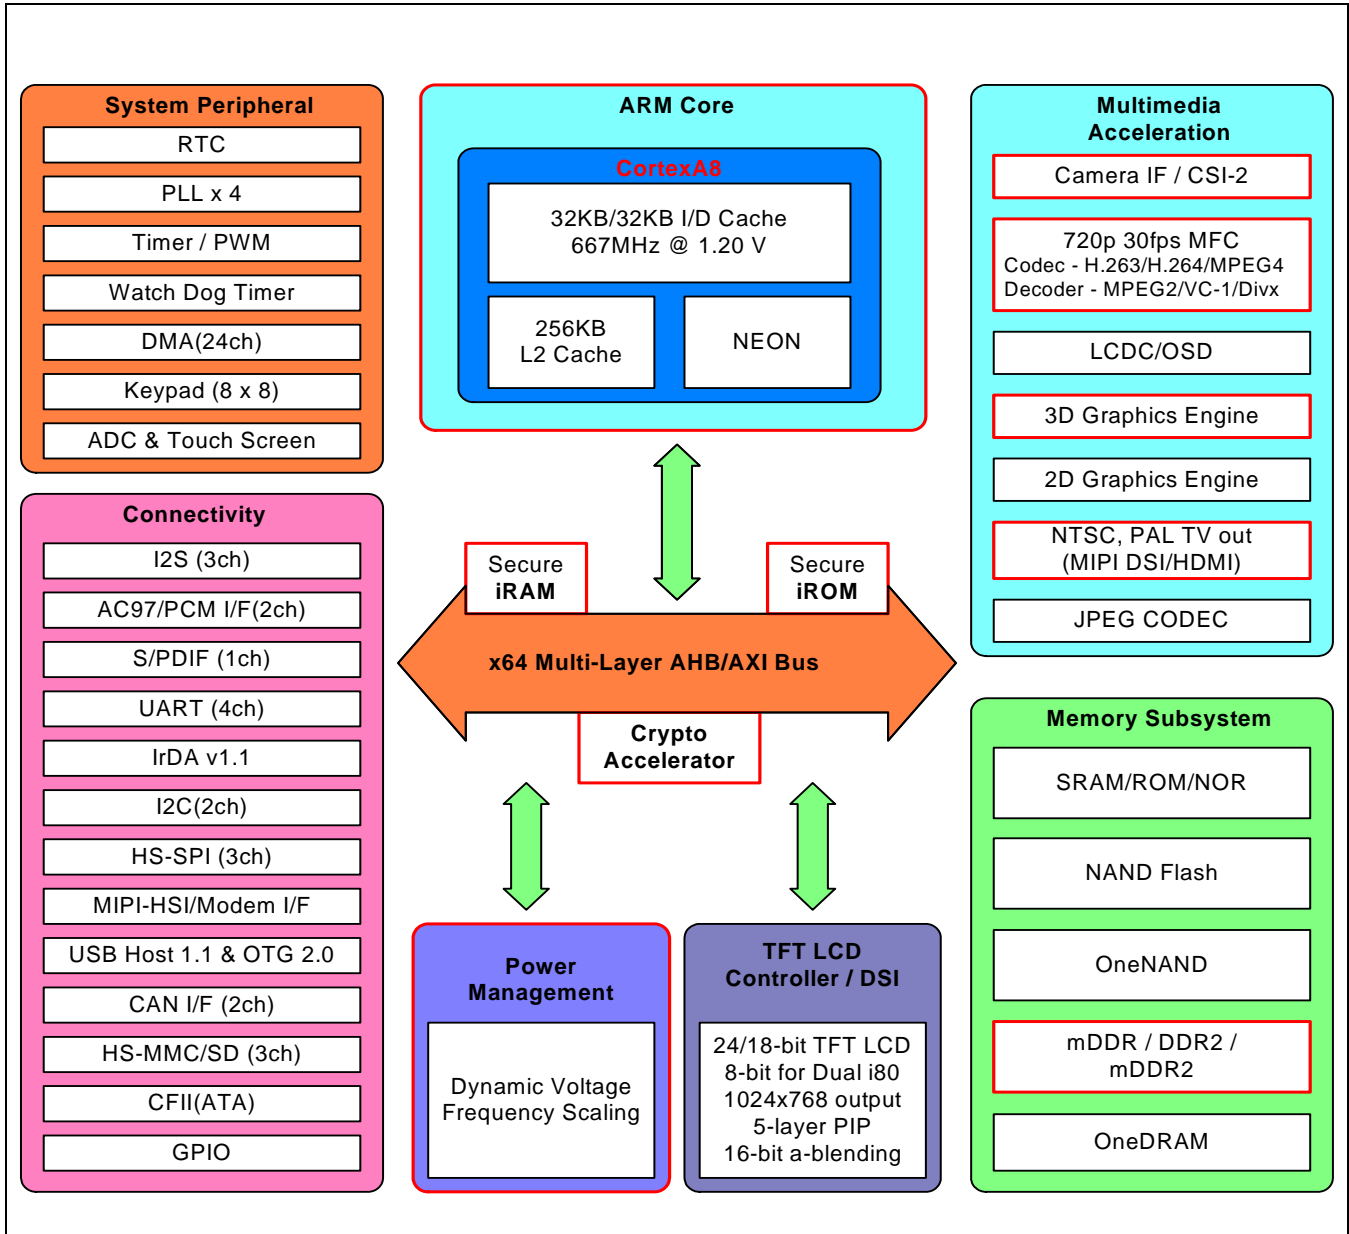 System Peripheral
RTC
PLL x 4
Timer / PWM
Watch Dog Timer
DMA(24ch)
Keypad (8 x 8)
ADC & Touch Screen
Connectivity
I2S (3ch)
AC97/PCM I/F(2ch)
S/PDIF (1ch)
UART (4ch)
IrDA v1.1
I2C(2ch)
HS-SPI (3ch)
MIPI-HSI/Modem I/F
USB Host 1.1 & OTG 2.0
CAN I/F (2ch)
HS-MMC/SD (3ch)
CFII(ATA)
GPIO
ARM Core
CortexA8
32KB/32KB I/D Cache
667MHz @ 1.20 V
256KB
L2 Cache
NEON
Secure
iRAM
Secure
iROM
x64 Multi-Layer AHB/AXI Bus
Crypto
Accelerator
Power
Management
Dynamic Voltage
Frequency Scaling
TFT LCD
Controller / DSI
24/18-bit TFT LCD
8-bit for Dual i80
1024x768 output
5-layer PIP
16-bit a-blending
Multimedia
Acceleration
Camera IF / CSI-2
720p 30fps MFC
Codec - H.263/H.264/MPEG4
Decoder - MPEG2/VC-1/Divx
LCDC/OSD
3D Graphics Engine
2D Graphics Engine
NTSC, PAL TV out
(MIPI DSI/HDMI)
JPEG CODEC
Memory Subsystem
SRAM/ROM/NOR
NAND Flash
OneNAND
mDDR / DDR2 /
mDDR2
OneDRAM